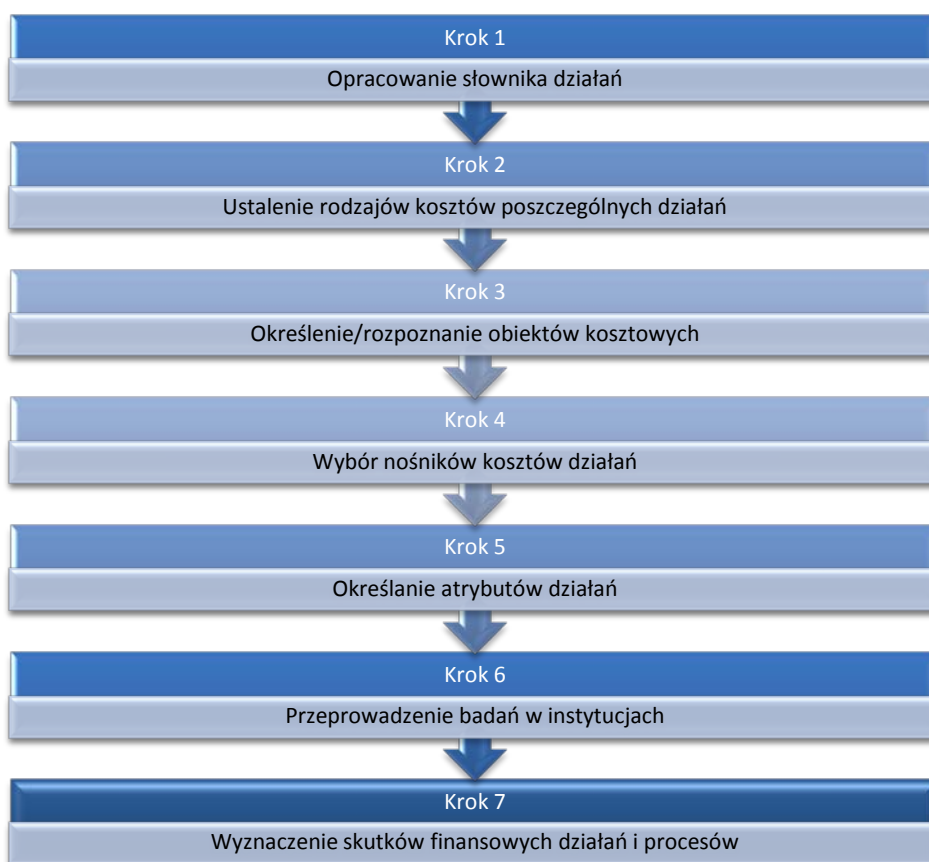 Krok 1
Opracowanie słownika działań
Krok 2
Ustalenie rodzajów kosztów poszczególnych działań
Krok 3
Określenie/rozpoznanie obiektów kosztowych
Krok 4
Wybór nośników kosztów działań
Krok 5
Określanie atrybutów działań
Krok 6
Przeprowadzenie badań w instytucjach
Krok 7
Wyznaczenie skutków finansowych działań i procesów